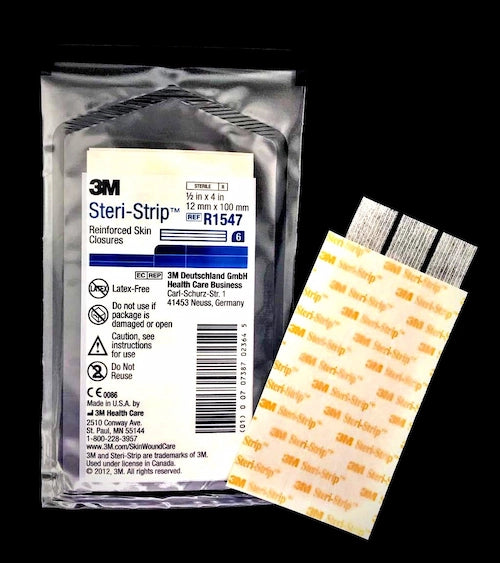 3M
STERILE R
Steri-Strip™
½ in x 4 in
12 mm x 100 mm
REF R1547
Reinforced Skin
Closures
6
EC REP 3M Deutschland GmbH
Health Care Business
Carl-Schurz-Str. 1
41453 Neuss, Germany
LATEX Latex-Free
Do not use if
package is
damaged or open
Caution, see
instructions
for use
2 Do Not
Reuse
CE 0086
Made in U.S.A. by
3M Health Care
2510 Conway Ave.
St. Paul, MN 55144
1-800-228-3957
www.3M.com/SkinWoundCare
3M and Steri-Strip are trademarks of 3M.
Used under license in Canada.
© 2012, 3M. All rights reserved.
(01) 0 07 07387 02364 5
3M Steri-Strip™